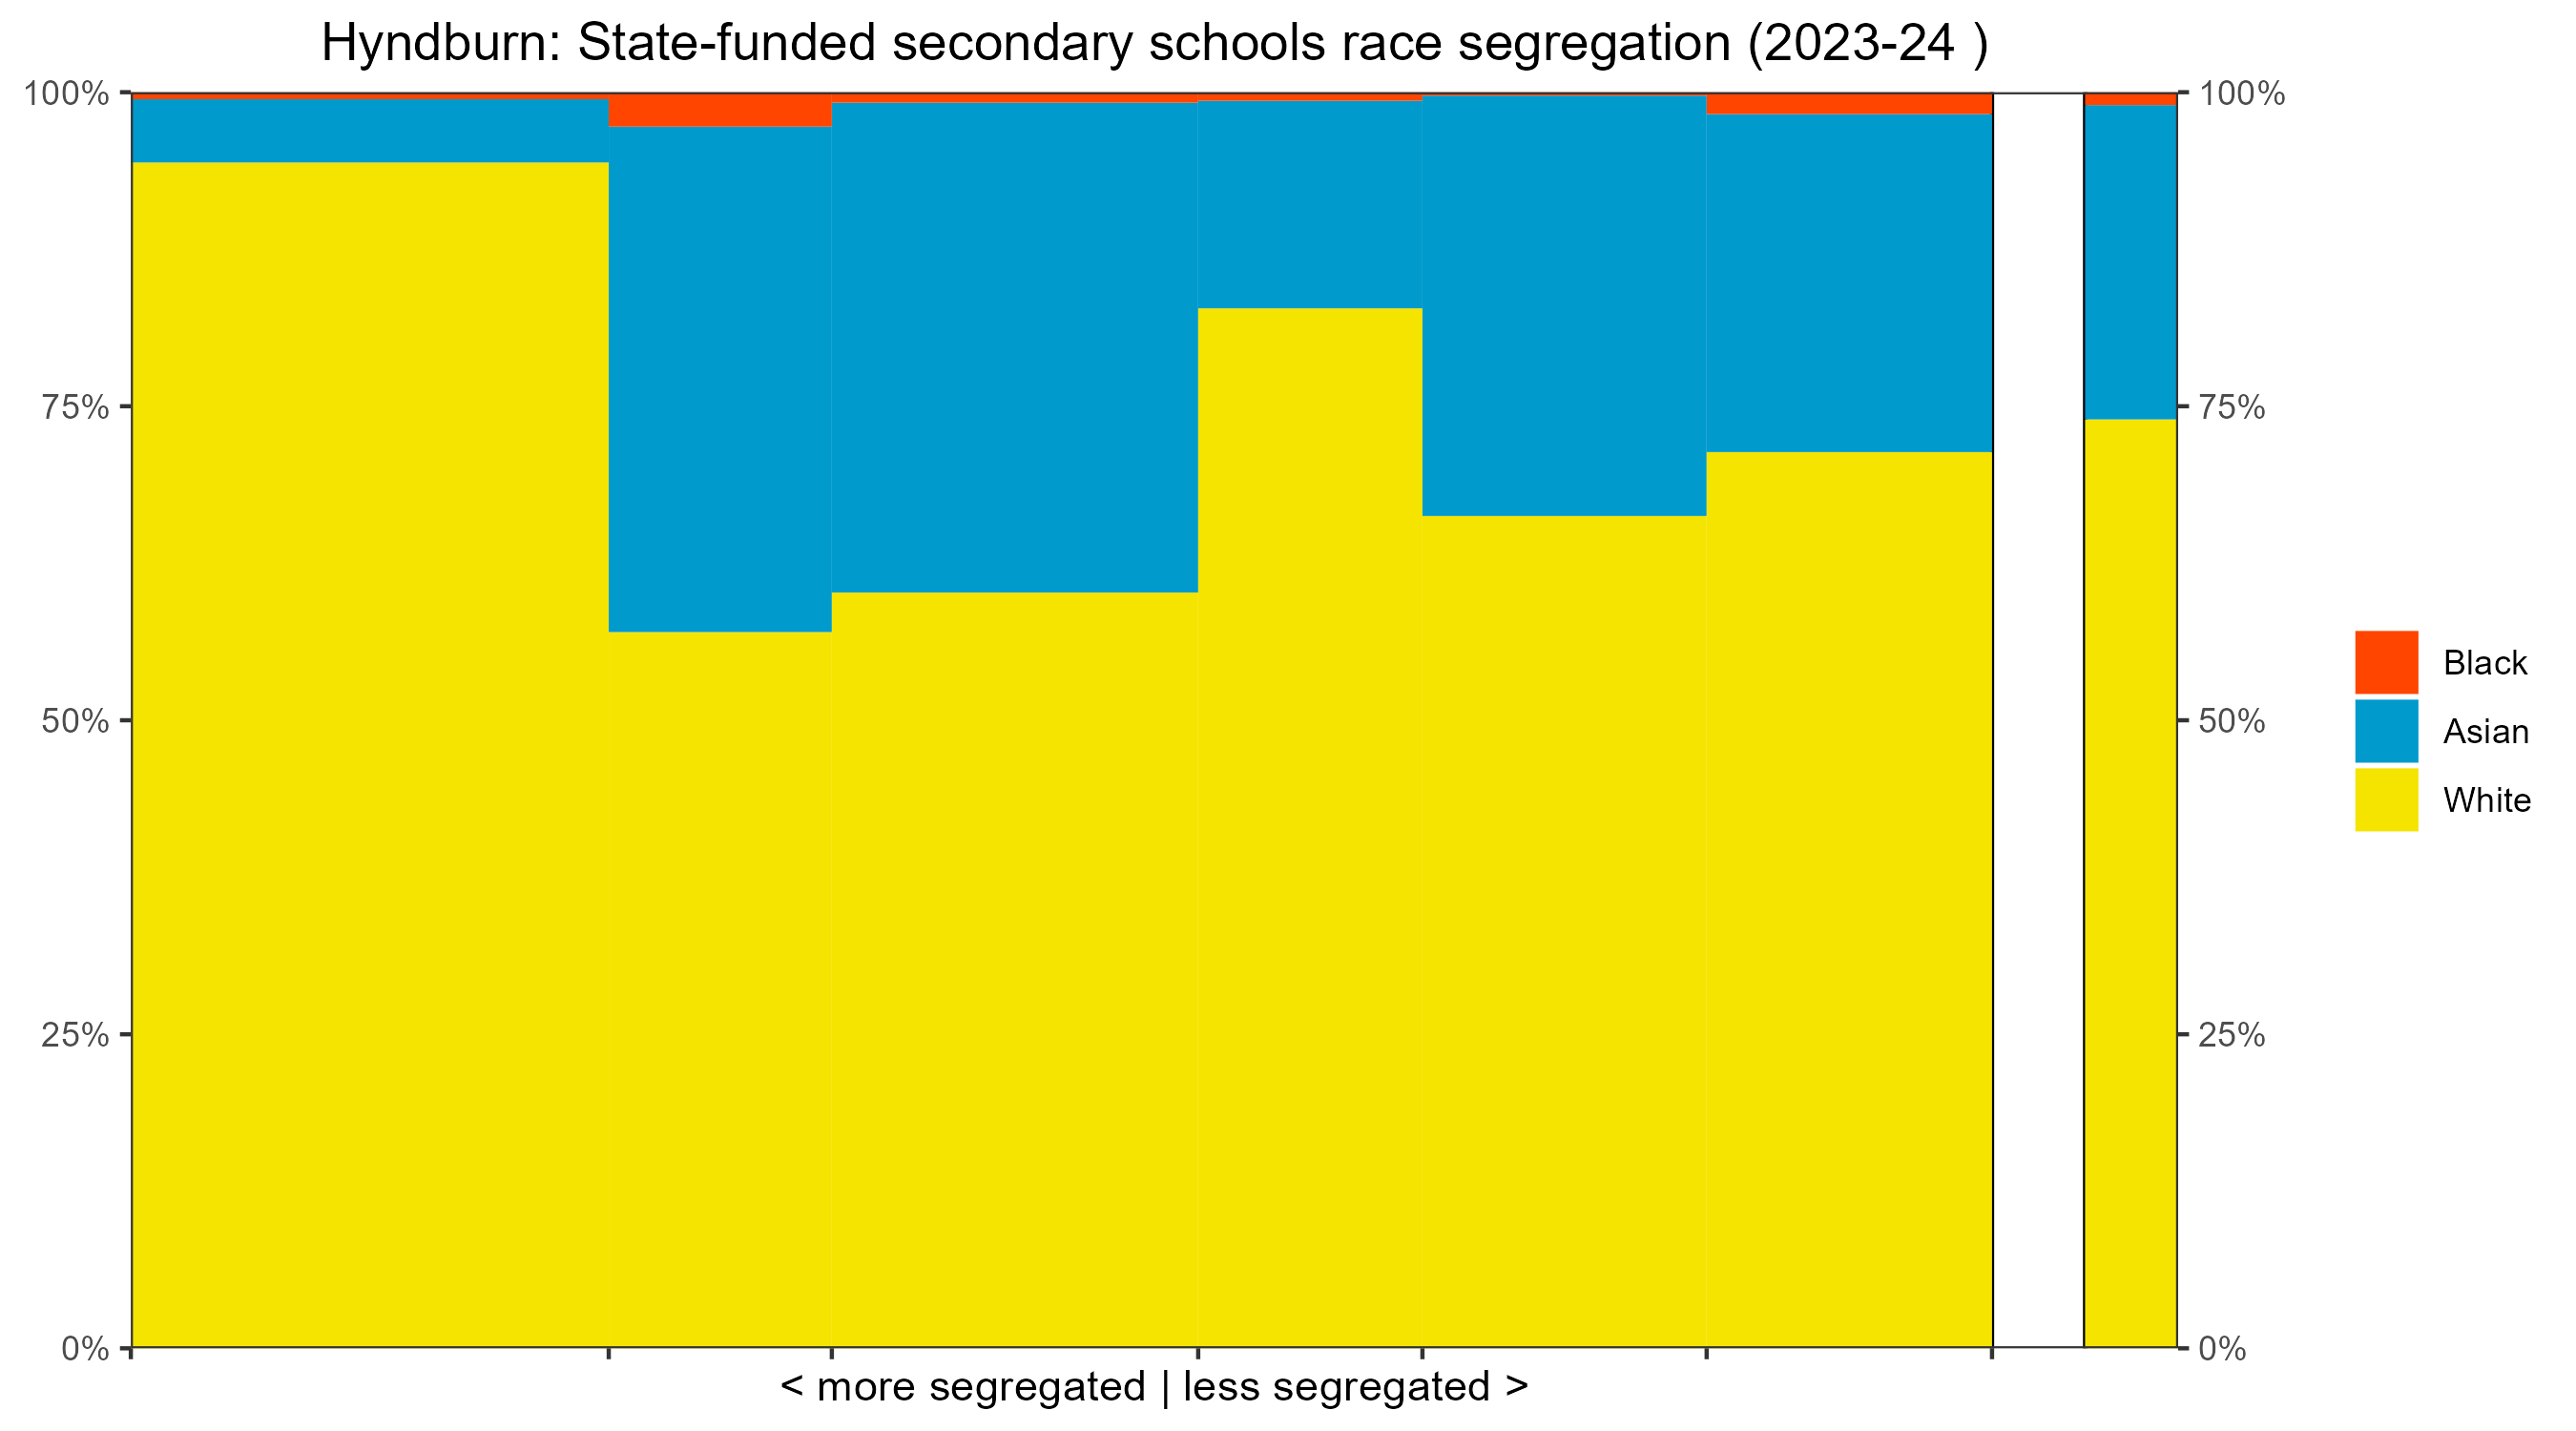 Hyndburn: State-funded secondary schools race segregation (2023-24 )
100%
75%
50%
25%
0%
100%
75%
50%
25%
0%
Black
Asian
White
< more segregated | less segregated >